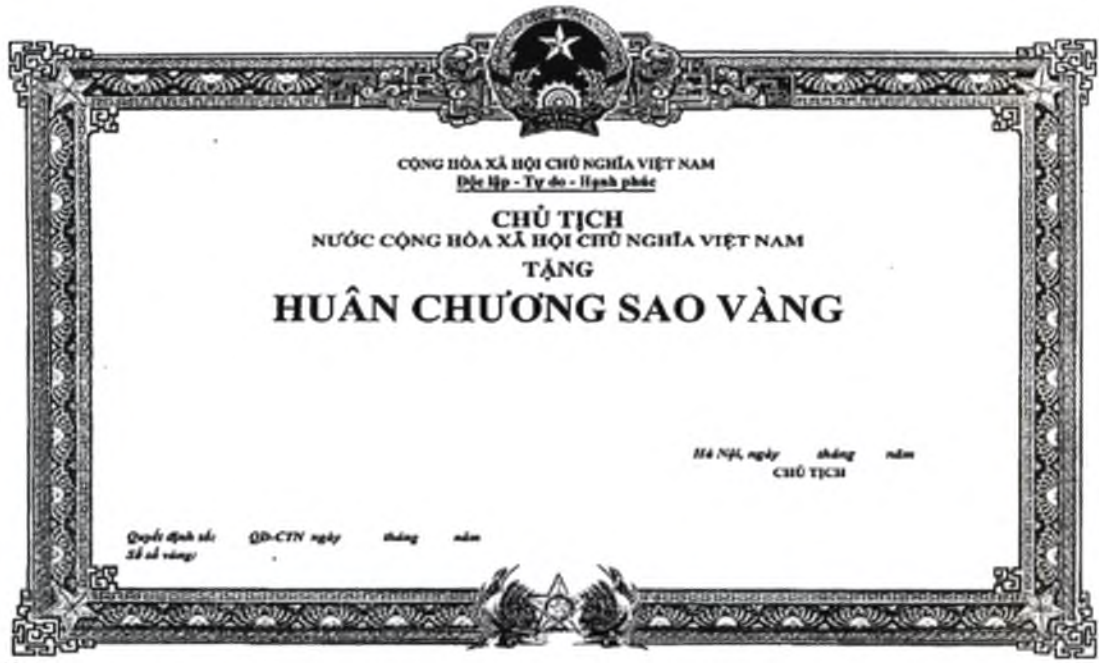 CỘNG HÒA XÃ HỘI CHỦ NGHĨA VIỆT NAM
Độc lập - Tự do - Hạnh phúc
CHỦ TỊCH
NƯỚC CỘNG HÒA XÃ HỘI CHỦ NGHĨA VIỆT NAM
TẶNG
HUÂN CHƯƠNG SAO VÀNG
Hà Nội, ngày tháng năm
CHỦ TỊCH
Quyết định số: QĐ-CTN ngày tháng năm
Số sổ vàng: